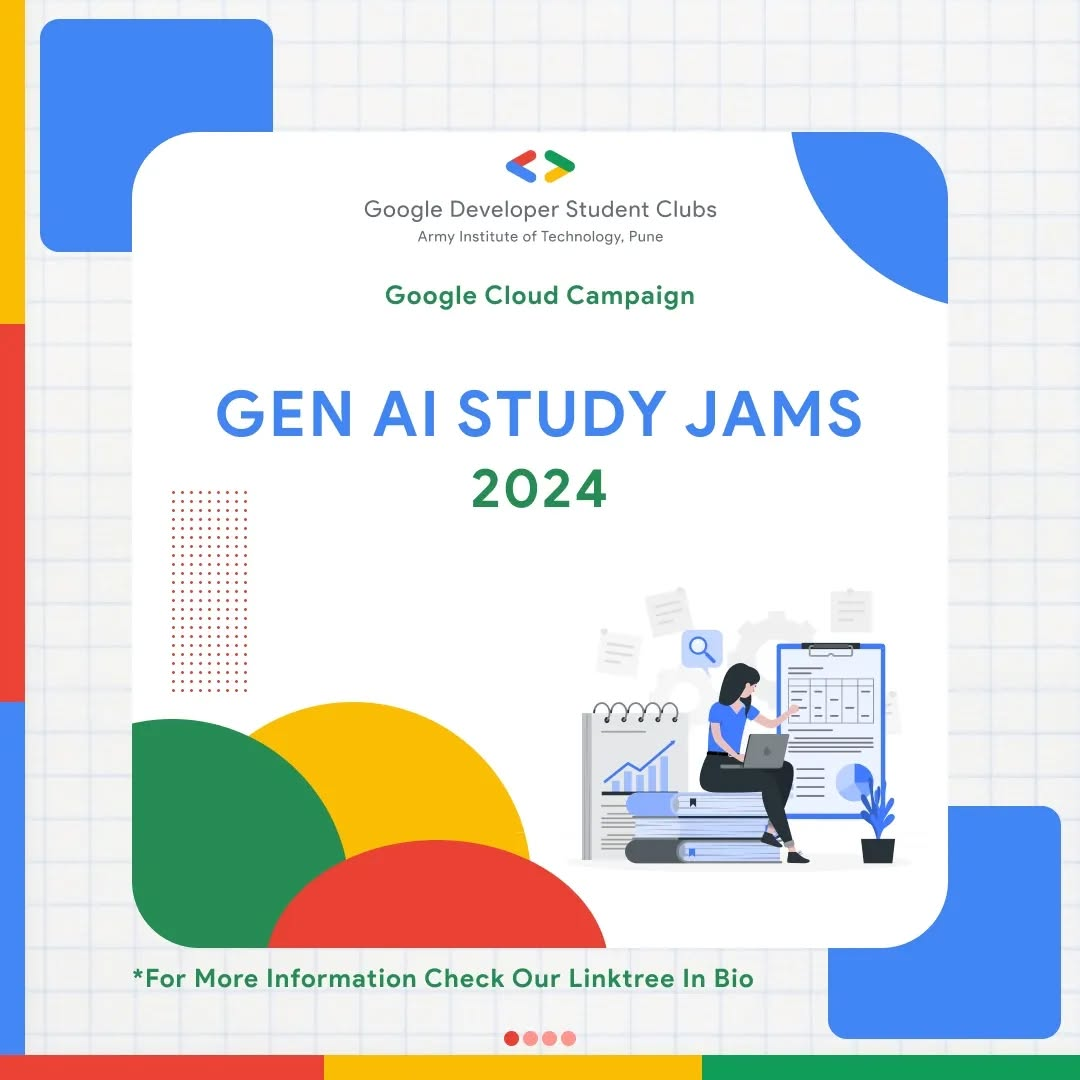 Google Developer Student Clubs
Army Institute of Technology, Pune
Google Cloud Campaign
GEN AI STUDY JAMS
2024
*For More Information Check Our Linktree In Bio